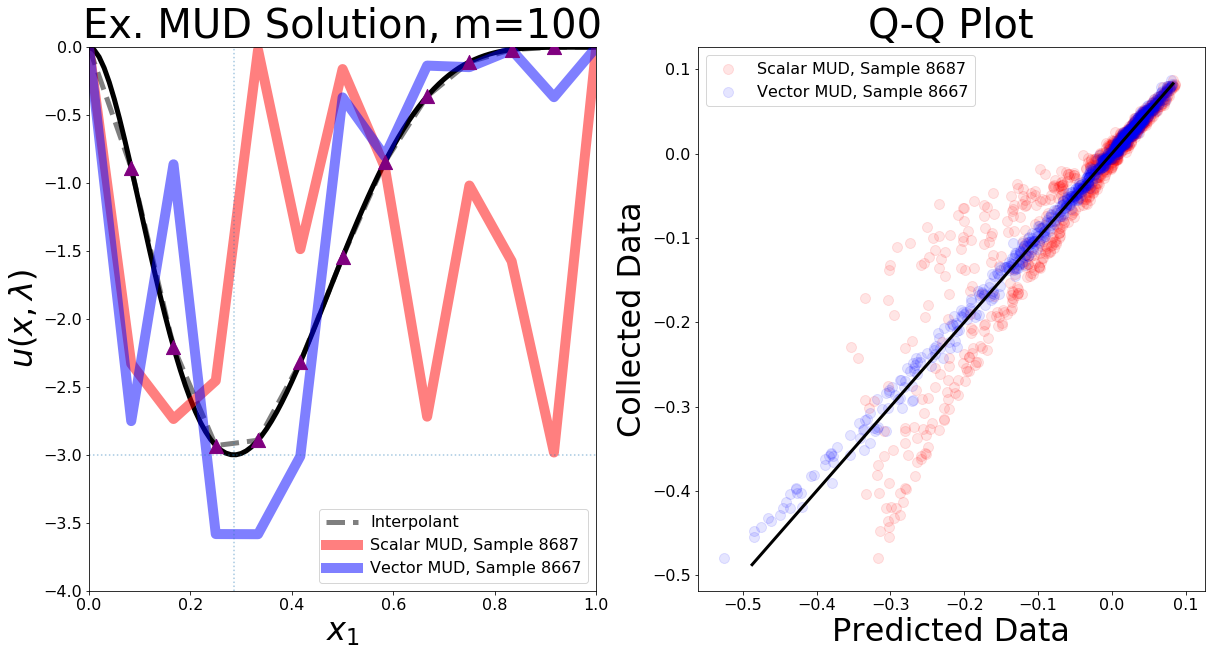 Ex. MUD Solution, m=100
0.0
−0.5
−1.0
−1.5
−2.0
−2.5
−3.0
−3.5
−4.0
u(x, λ)
Interpolant
Scalar MUD, Sample 8687
Vector MUD, Sample 8667
0.0 0.2 0.4 0.6 0.8 1.0
x₁
Q-Q Plot
Scalar MUD, Sample 8687
Vector MUD, Sample 8667
0.1
0.0
−0.1
−0.2
−0.3
−0.4
−0.5
Collected Data
−0.5 −0.4 −0.3 −0.2 −0.1 0.0 0.1
Predicted Data